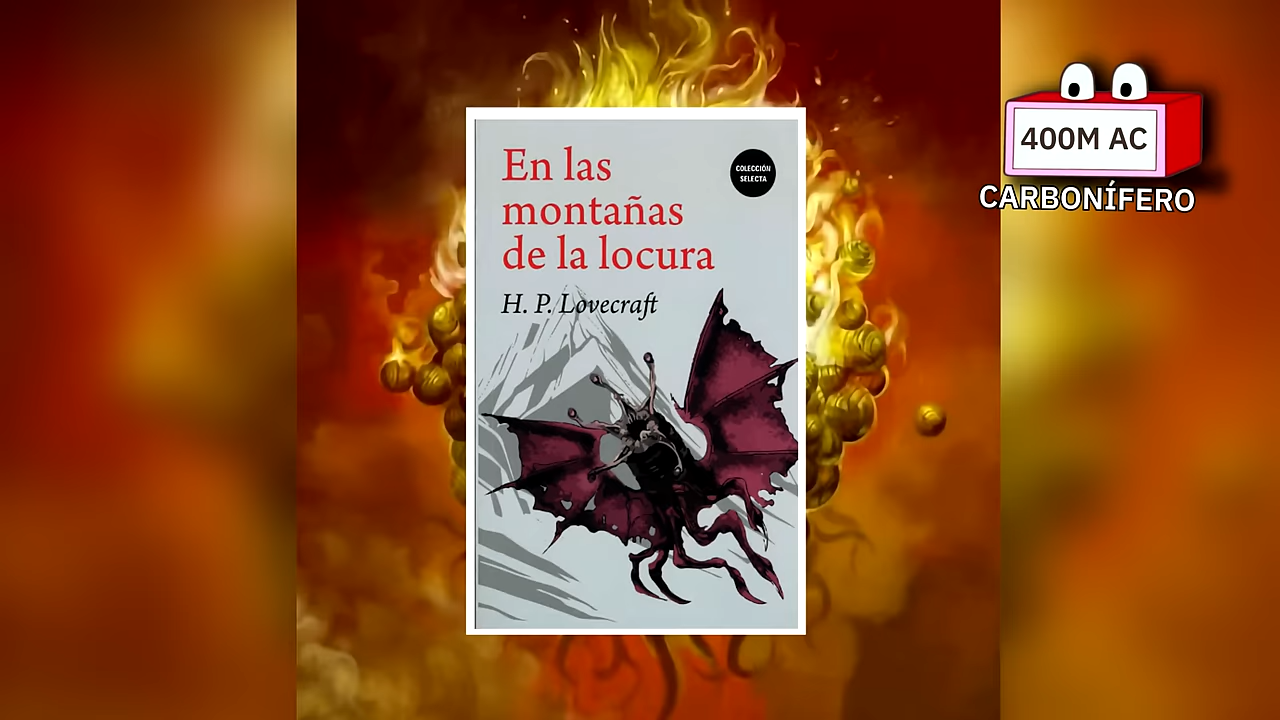 En las
montañas
de la locura
H. P. Lovecraft
COLECCIÓN
SELECTA
400M AC
CARBONÍFERO